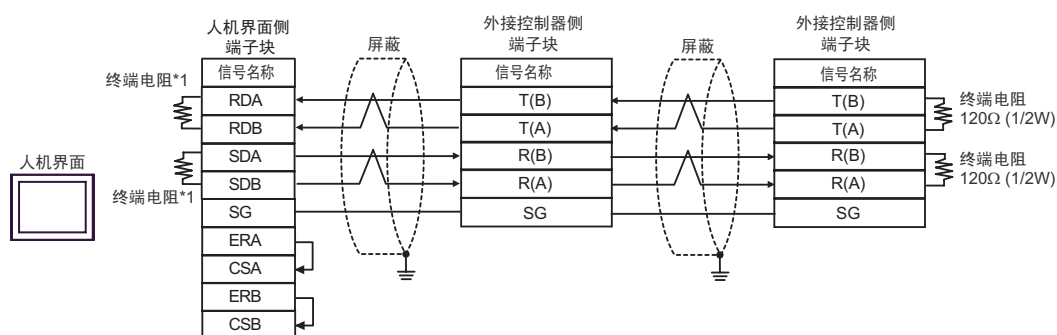 人机界面
终端电阻*1
终端电阻*1
人机界面侧
端子块
信号名称
RDA
RDB
SDA
SDB
SG
ERA
CSA
ERB
CSB
屏蔽
外接控制器侧
端子块
信号名称
T(B)
T(A)
R(B)
R(A)
SG
屏蔽
外接控制器侧
端子块
信号名称
T(B)
T(A)
R(B)
R(A)
SG
终端电阻
120Ω (1/2W)
终端电阻
120Ω (1/2W)